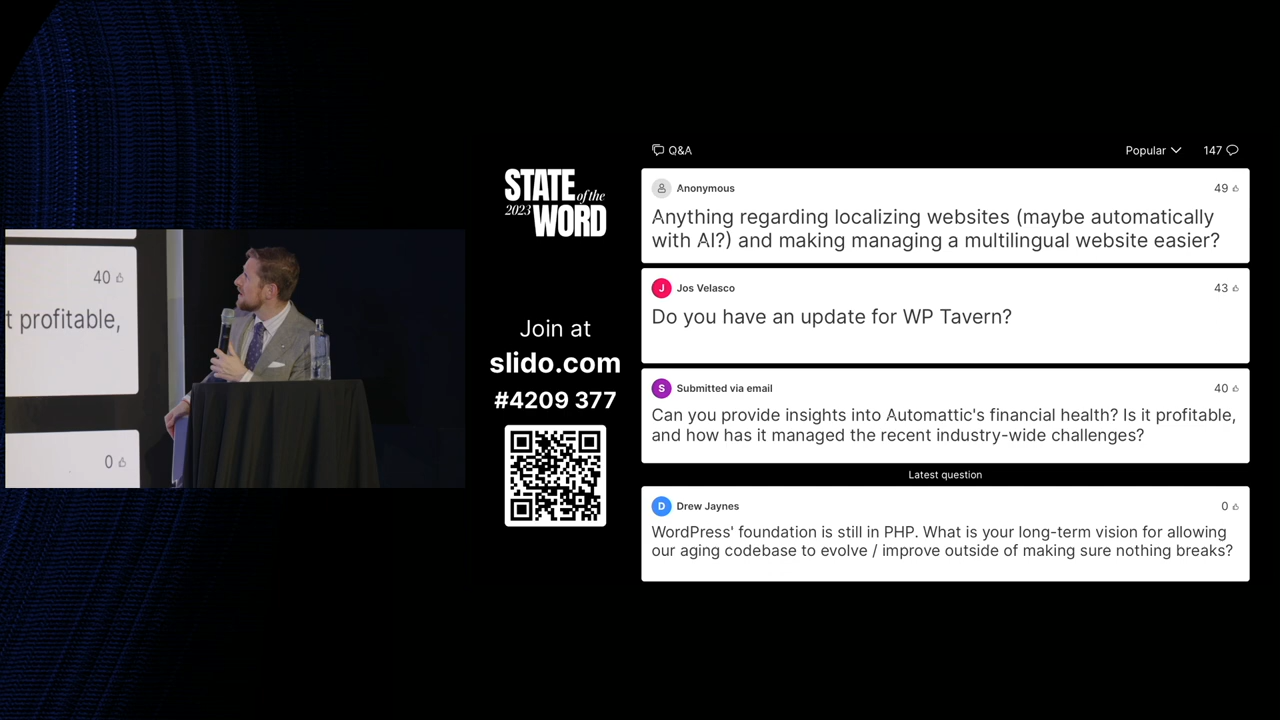 40
t profitable,
0
STATE of the
2023 WORD
Join at
slido.com
#4209 377
Q&A
Popular
147
Anonymous
49
Anything regarding localizing websites (maybe automatically
with AI?) and making managing a multilingual website easier?
J
Jos Velasco
43
Do you have an update for WP Tavern?
S
Submitted via email
40
Can you provide insights into Automattic's financial health? Is it profitable,
and how has it managed the recent industry-wide challenges?
Latest question
D
Drew Jaynes
0
WordPress' foundation is still in PHP. What is your long-term vision for allowing
our aging codebase to evolve / improve outside of making sure nothing breaks?